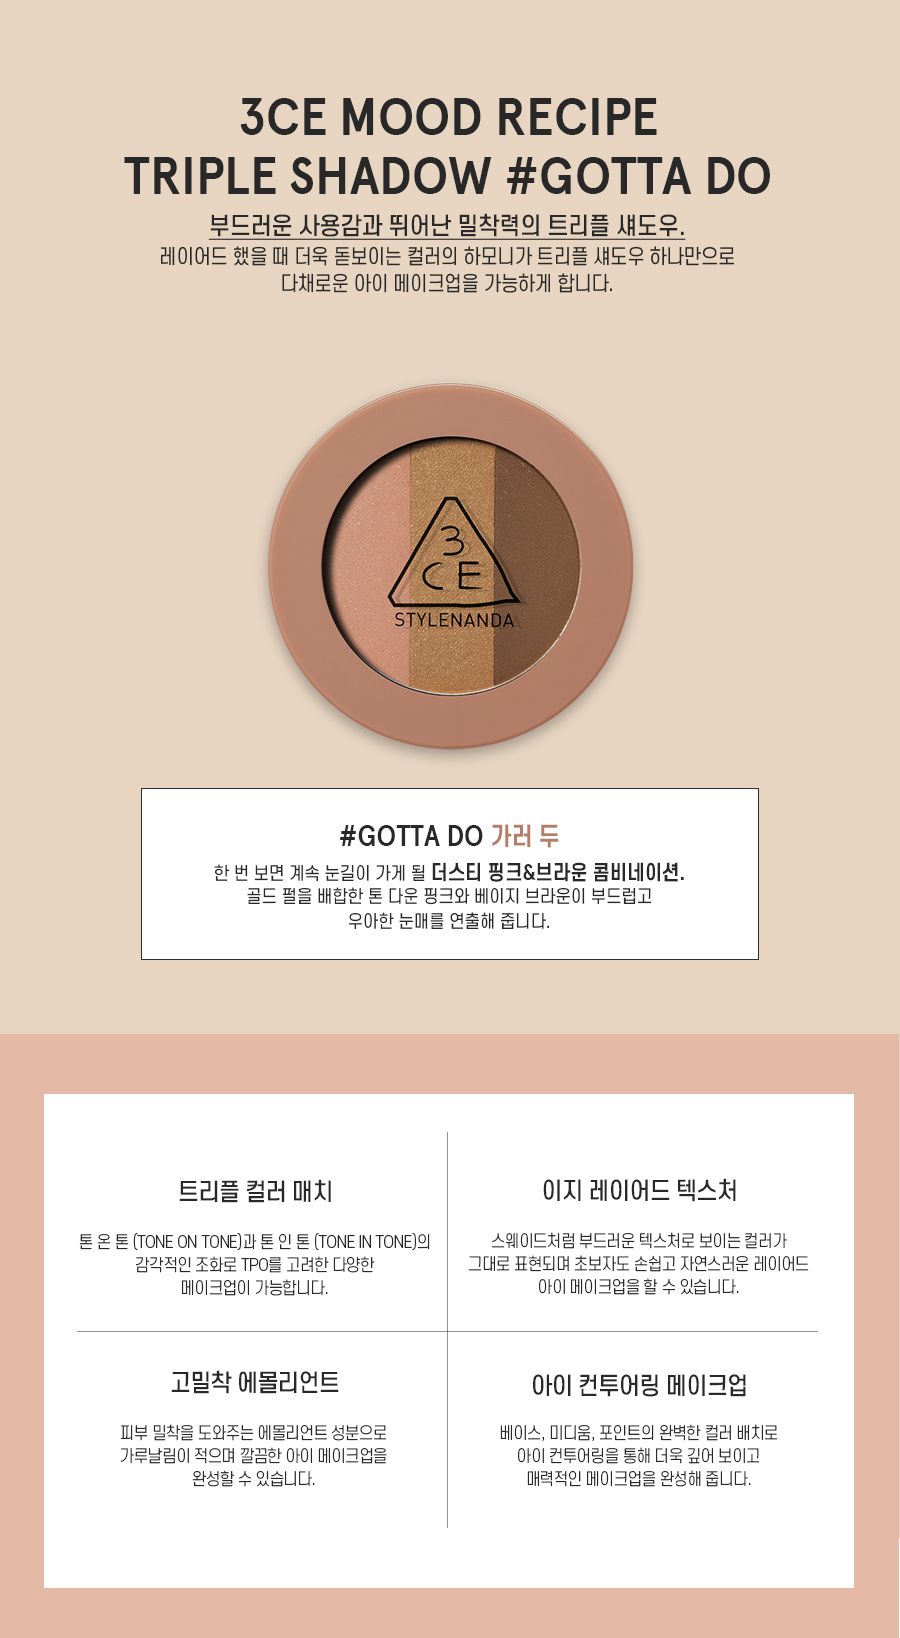 3CE MOOD RECIPE
TRIPLE SHADOW #GOTTA DO
부드러운 사용감과 뛰어난 밀착력의 트리플 섀도우.
레이어드 했을 때 더욱 돋보이는 컬러의 하모니가 트리플 섀도우 하나만으로
다채로운 아이 메이크업을 가능하게 합니다.
3
CE
STYLENANDA
#GOTTA DO 가러 두
한 번 보면 계속 눈길이 가게 될 더스티 핑크&브라운 콤비네이션.
골드 펄을 배합한 톤 다운 핑크와 베이지 브라운이 부드럽고
우아한 눈매를 연출해 줍니다.
트리플 컬러 매치
톤 온 톤 (TONE ON TONE)과 톤 인 톤 (TONE IN TONE)의
감각적인 조화로 TPO를 고려한 다양한
메이크업이 가능합니다.
이지 레이어드 텍스처
스웨이드처럼 부드러운 텍스처로 보이는 컬러가
그대로 표현되며 초보자도 손쉽고 자연스러운 레이어드
아이 메이크업을 할 수 있습니다.
고밀착 에몰리언트
피부 밀착을 도와주는 에몰리언트 성분으로
가루날림이 적으며 깔끔한 아이 메이크업을
완성할 수 있습니다.
아이 컨투어링 메이크업
베이스, 미디움, 포인트의 완벽한 컬러 배치로
아이 컨투어링을 통해 더욱 깊어 보이고
매력적인 메이크업을 완성해 줍니다.